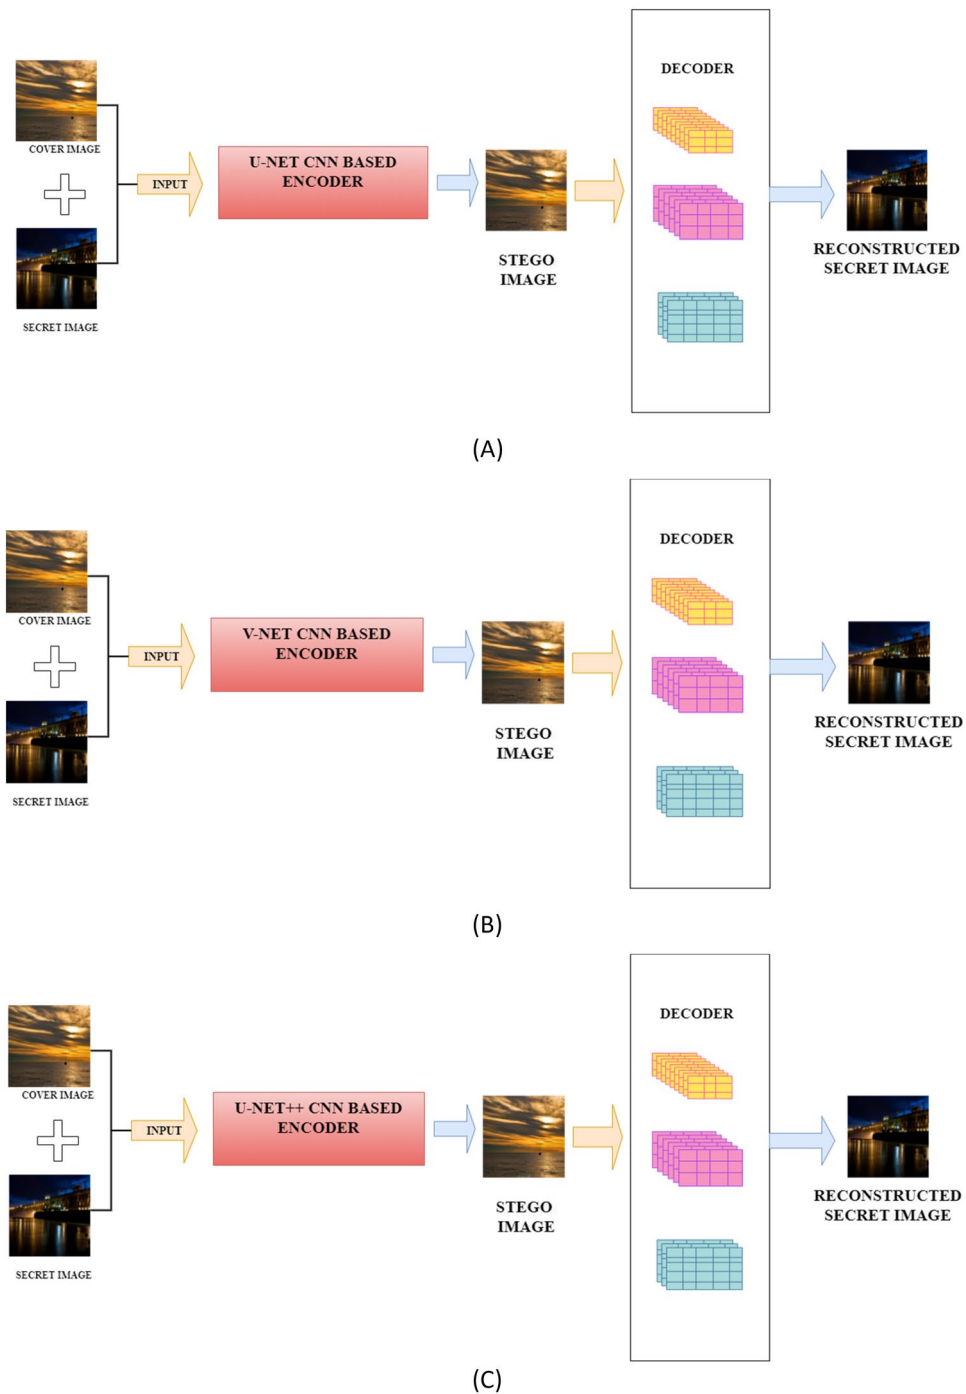 DECODER
COVER IMAGE
U-NET CNN BASED
ENCODER
INPUT
STEGO
IMAGE
RECONSTRUCTED
SECRET IMAGE
SECRET IMAGE
(A)
DECODER
COVER IMAGE
V-NET CNN BASED
ENCODER
INPUT
STEGO
IMAGE
RECONSTRUCTED
SECRET IMAGE
SECRET IMAGE
(B)
DECODER
COVER IMAGE
U-NET++ CNN BASED
ENCODER
INPUT
STEGO
IMAGE
RECONSTRUCTED
SECRET IMAGE
SECRET IMAGE
(C)